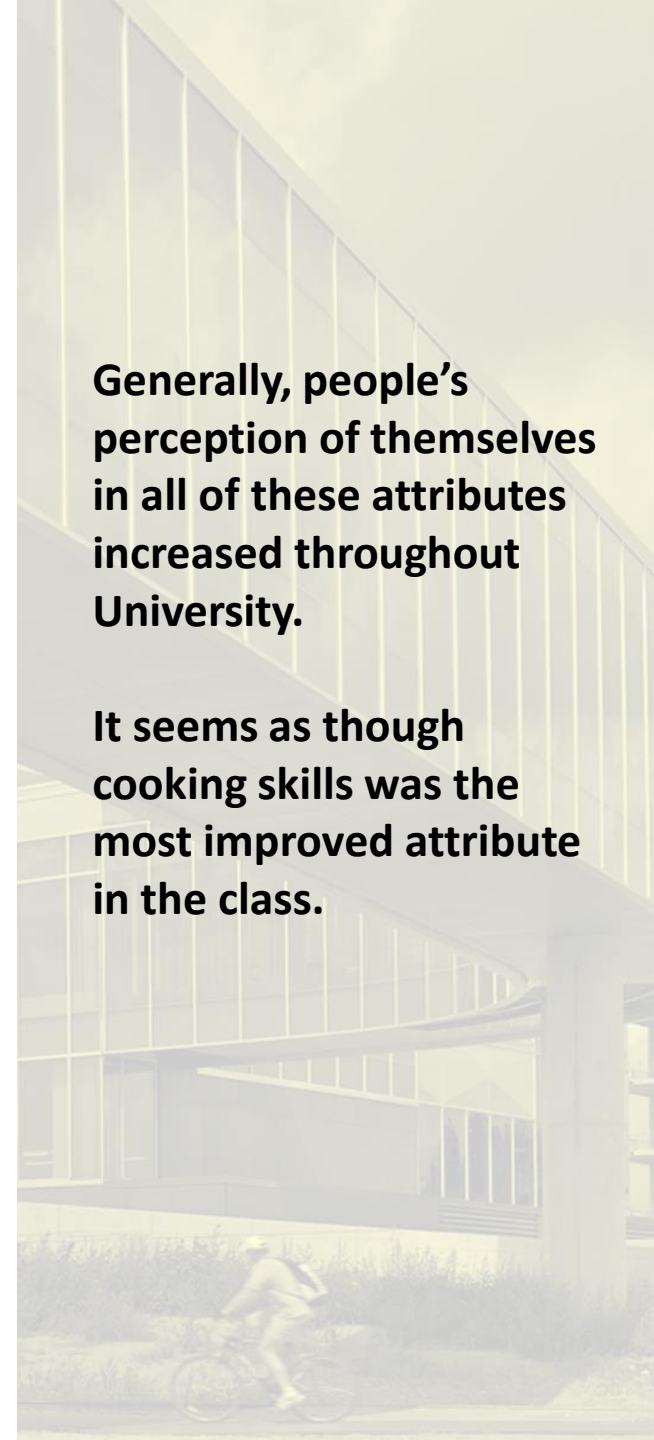 Generally, people’s
perception of themselves
in all of these attributes
increased throughout
University.
It seems as though
cooking skills was the
most improved attribute
in the class.